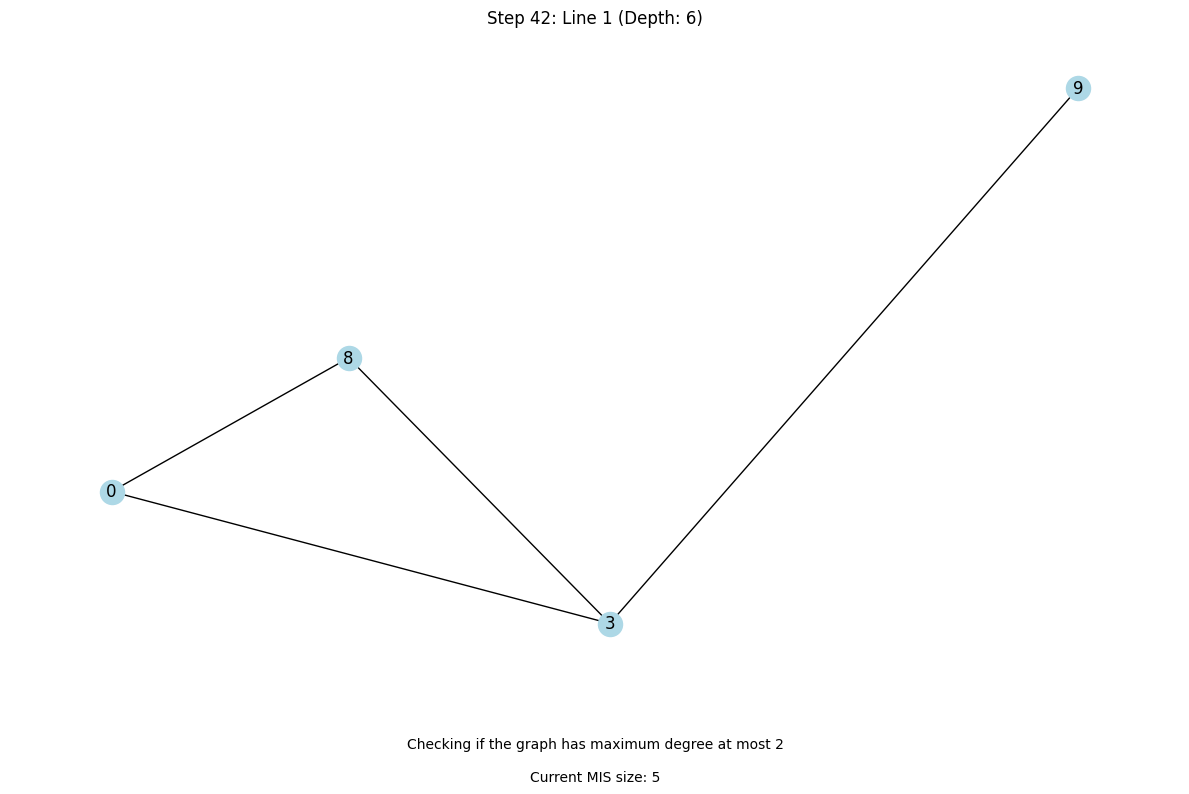 Step 42: Line 1 (Depth: 6)
9
8
0
3
Checking if the graph has maximum degree at most 2
Current MIS size: 5